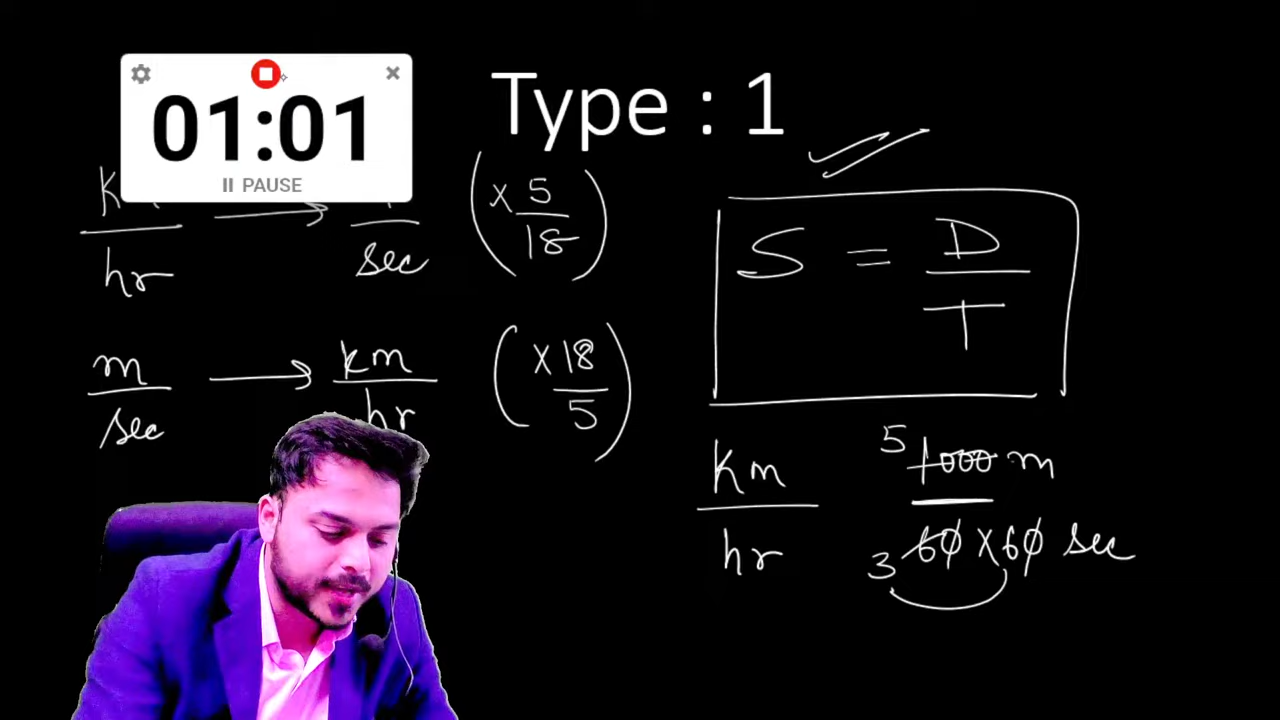 01:01
PAUSE
Type : 1
hr
sec
(× 5/18)
S = D/T
m/sec → km/hr (× 18/5)
km/hr
5 1000 m
3 60 × 60 sec